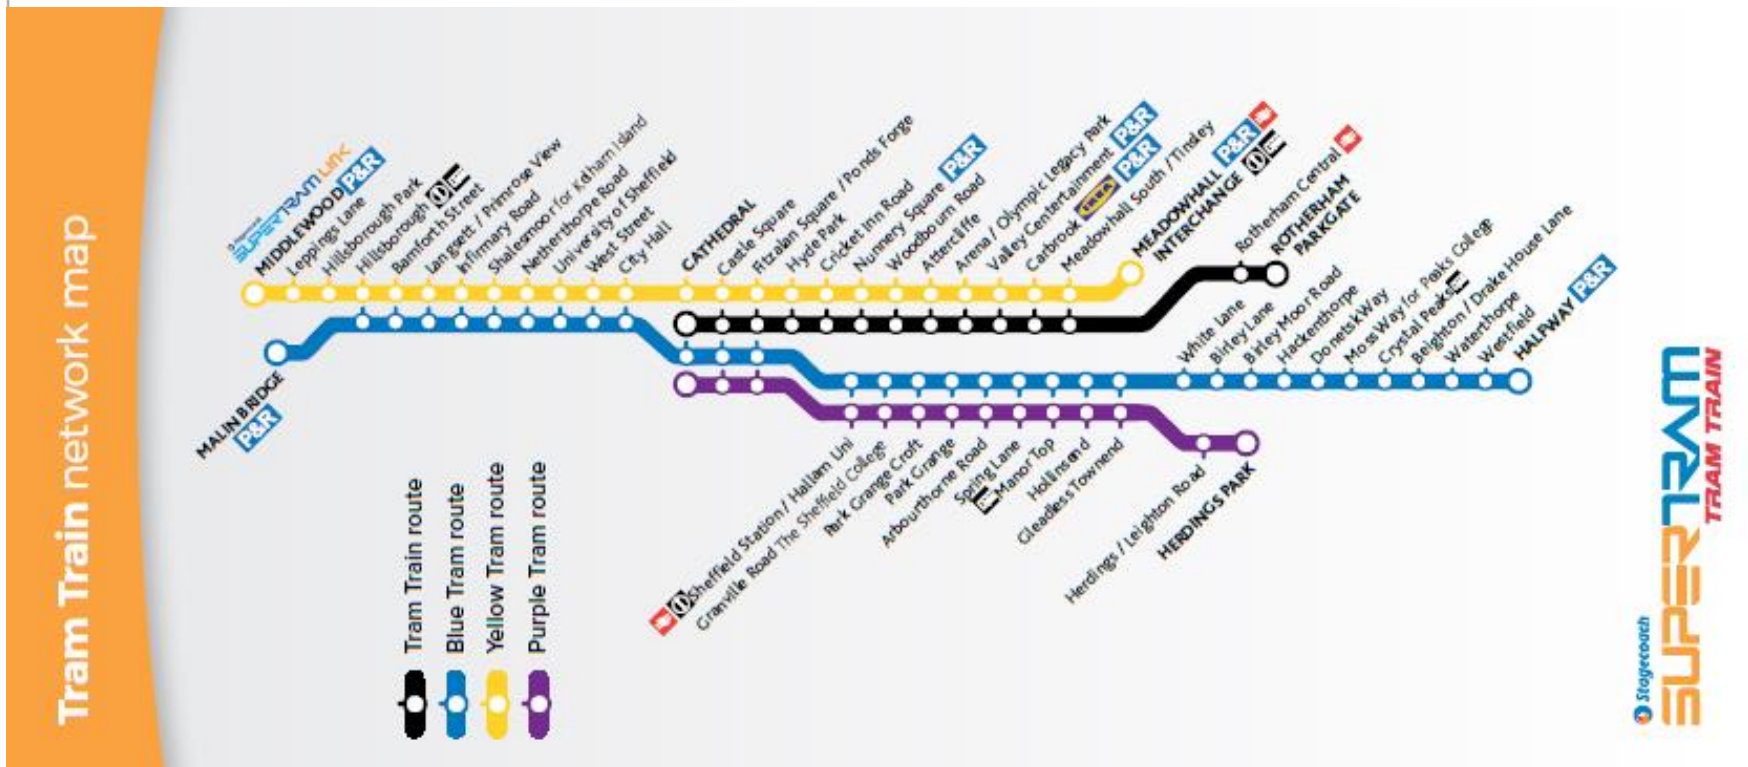 Tram Train network map
Stagecoach
SUPERTRAM LINK
MIDDLEWOOD P&R
Leppings Lane
Hillsborough Park
Hillsborough
Bamforth Street
Langsett / Primrose View
Infirmary Road
Shalesmoor for Kelham Island
Netherthorpe Road
University of Sheffield
West Street
City Hall
CATHEDRAL
Castle Square
Fitzalan Square / Ponds Forge
Hyde Park
Cricket Inn Road
Nunnery Square P&R
Woodbourn Road
Attercliffe
Arena / Olympic Legacy Park
Valley Centertainment P&R
Carbrook IKEA P&R
Meadowhall South / Tinsley
MEADOWHALL P&R
INTERCHANGE
Rotherham Central
ROTHERHAM
PARKGATE
MALIN BRIDGE
P&R
White Lane
Birley Lane
Birley Moor Road
Hackenthorpe
Donetsk Way
Moss Way for Peaks College
Crystal Peaks
Beighton / Drake House Lane
Waterthorpe
Westfield
HALFWAY P&R
Sheffield Station / Hallam Uni
Granville Road The Sheffield College
Park Grange Croft
Park Grange
Arbourthorne Road
Spring Lane
Manor Top
Hollinsend
Gleadless Townend
Herdings / Leighton Road
HERDINGS PARK
Tram Train route
Blue Tram route
Yellow Tram route
Purple Tram route
Stagecoach
SUPERTRAM
TRAM TRAIN